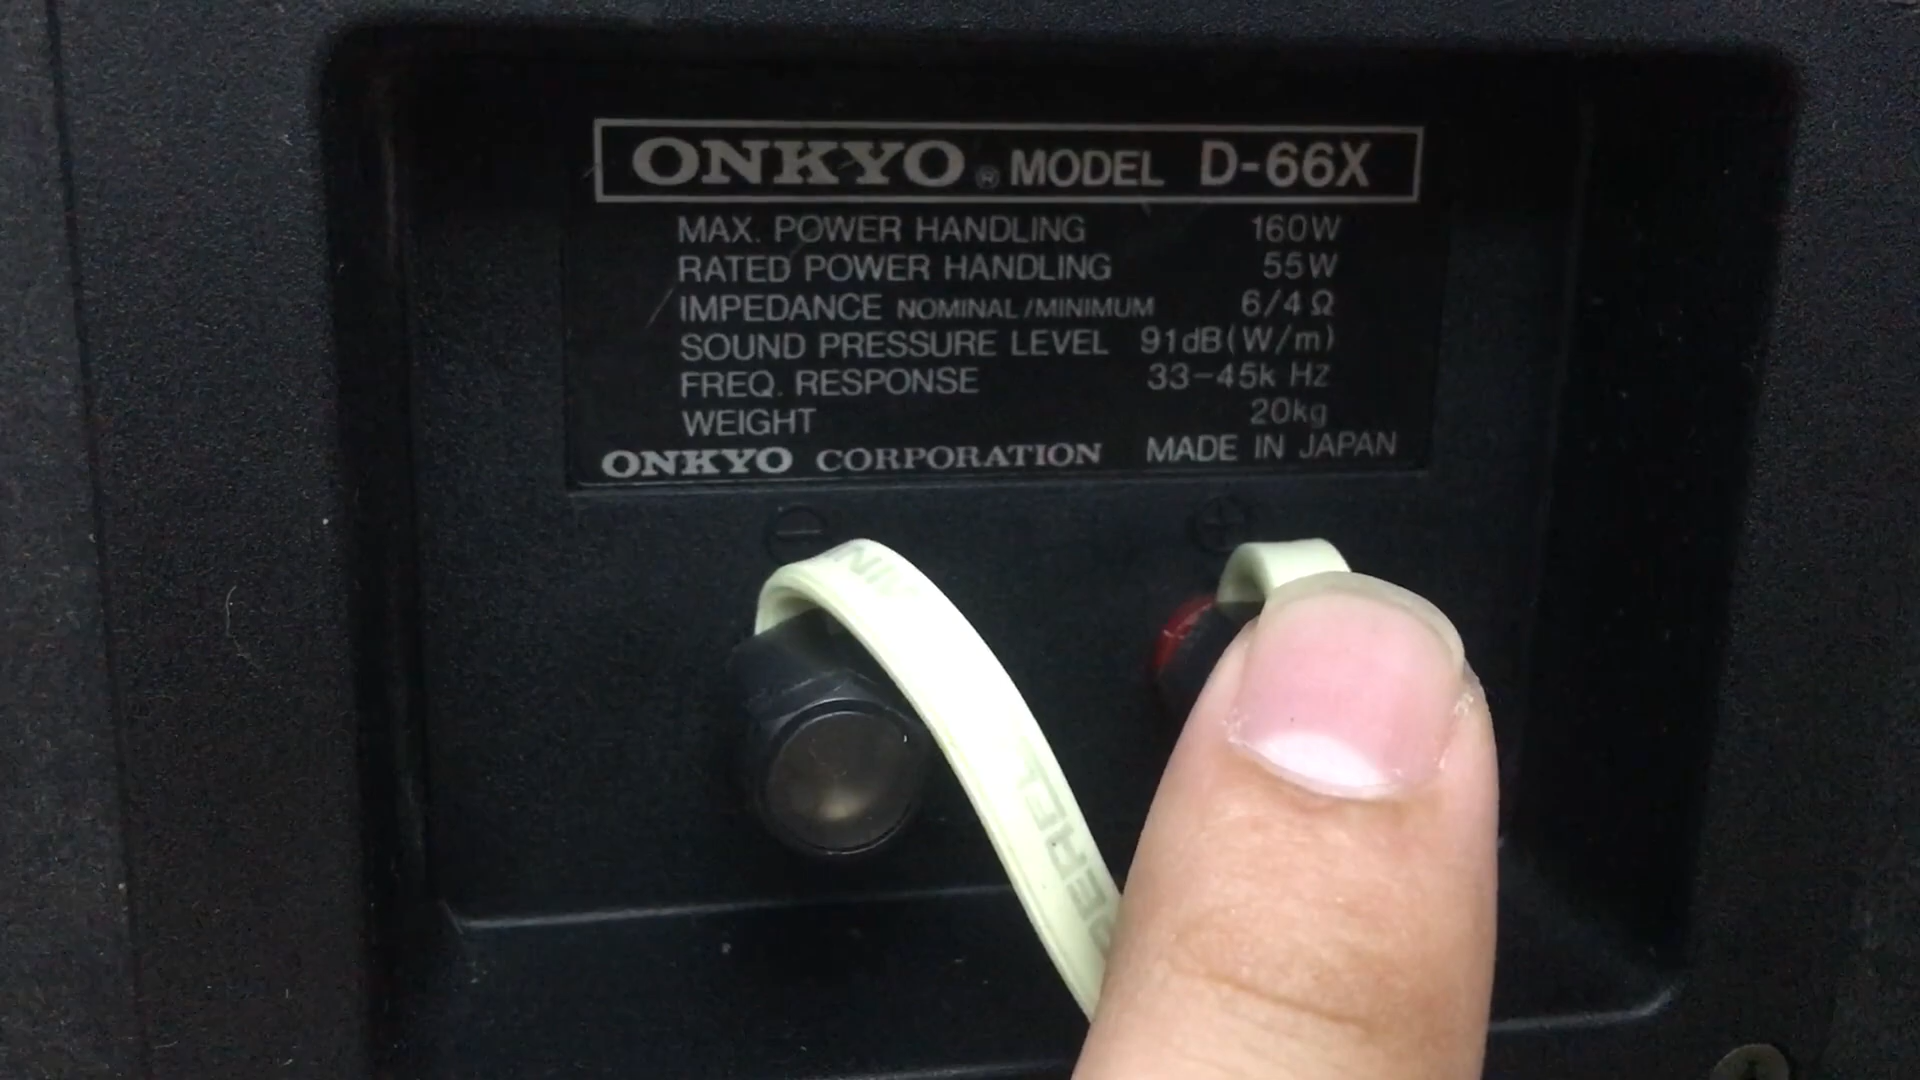 ONKYO ® MODEL D-66X
MAX. POWER HANDLING 160W
RATED POWER HANDLING 55W
IMPEDANCE NOMINAL/MINIMUM 6/4Ω
SOUND PRESSURE LEVEL 91dB(W/m)
FREQ. RESPONSE 33-45k Hz
WEIGHT 20kg
ONKYO CORPORATION MADE IN JAPAN
⊖ ⊕